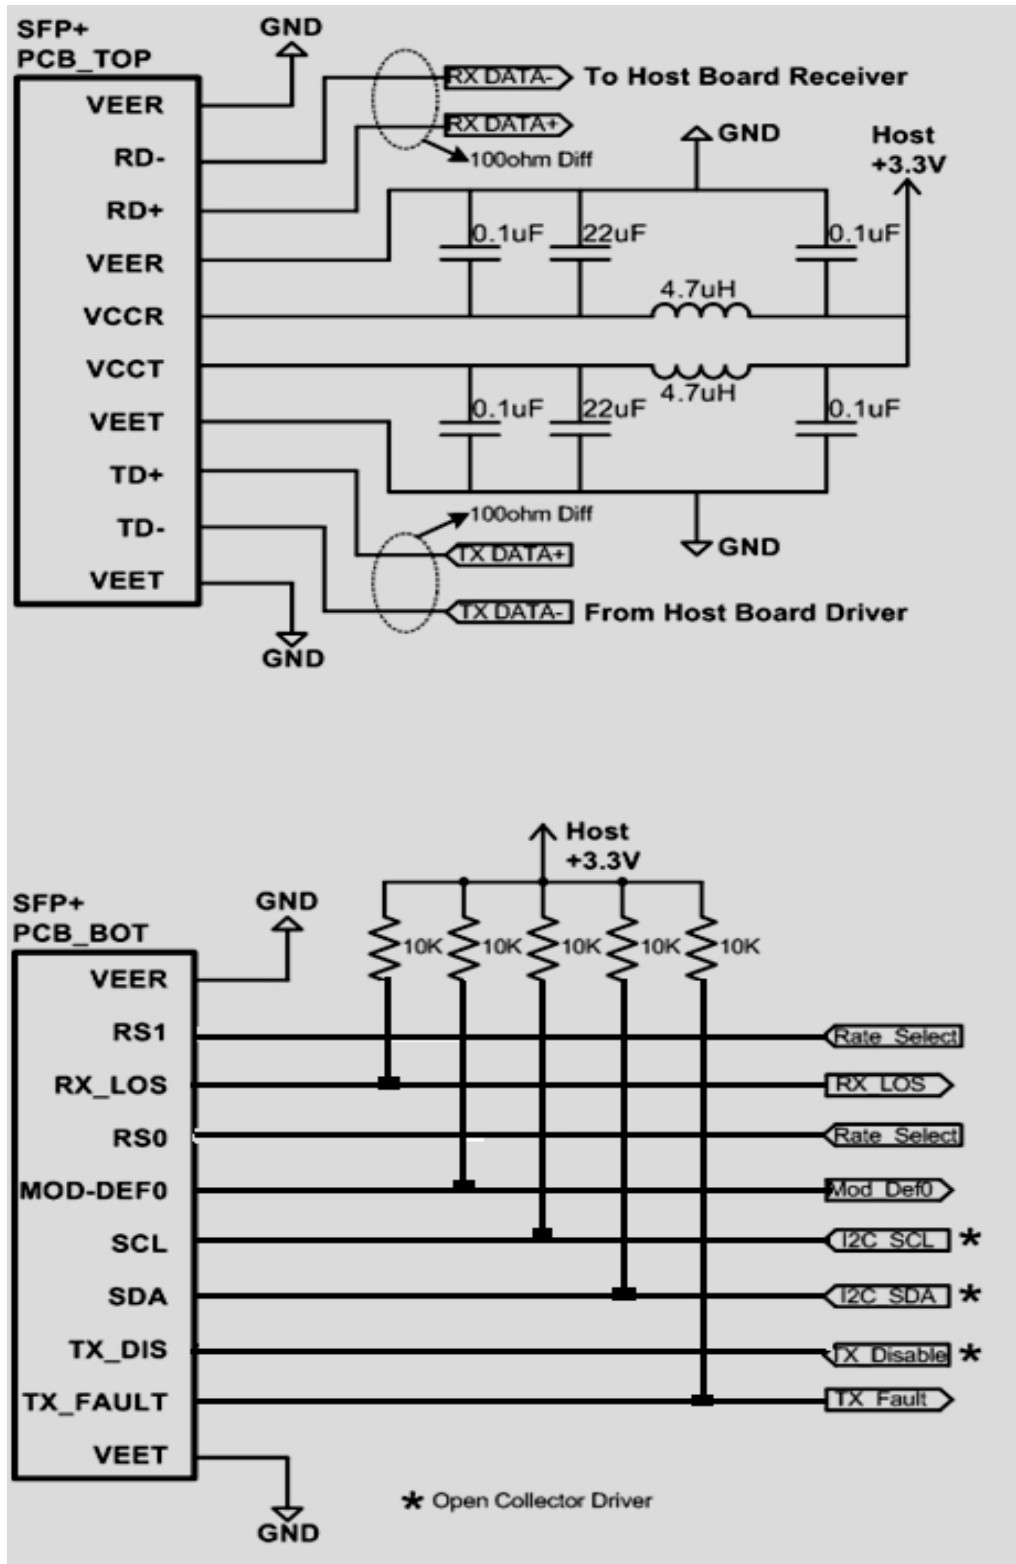 SFP+
PCB_TOP
GND
VEER
RD-
RD+
VEER
VCCR
VCCT
VEET
TD+
TD-
VEET
GND
RX DATA-
To Host Board Receiver
RX DATA+
100ohm Diff
GND
Host
+3.3V
0.1uF
22uF
0.1uF
4.7uH
4.7uH
0.1uF
22uF
0.1uF
100ohm Diff
TX DATA+
GND
TX DATA-
From Host Board Driver
Host
+3.3V
SFP+
PCB_BOT
GND
10K
10K
10K
10K
10K
VEER
RS1
Rate Select
RX_LOS
RX_LOS
RS0
Rate Select
MOD-DEF0
Mod Def0
SCL
I2C SCL *
SDA
I2C SDA *
TX_DIS
TX Disable *
TX_FAULT
TX Fault
VEET
* Open Collector Driver
GND